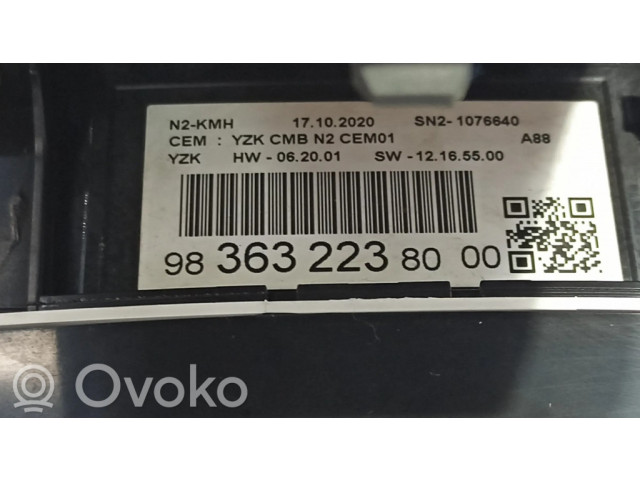 N2-KMH 17.10.2020 SN2- 1076640
CEM : YZK CMB N2 CEM01 A88
YZK HW - 06.20.01 SW - 12.16.55.00
98 363 223 80 00
Ovoko